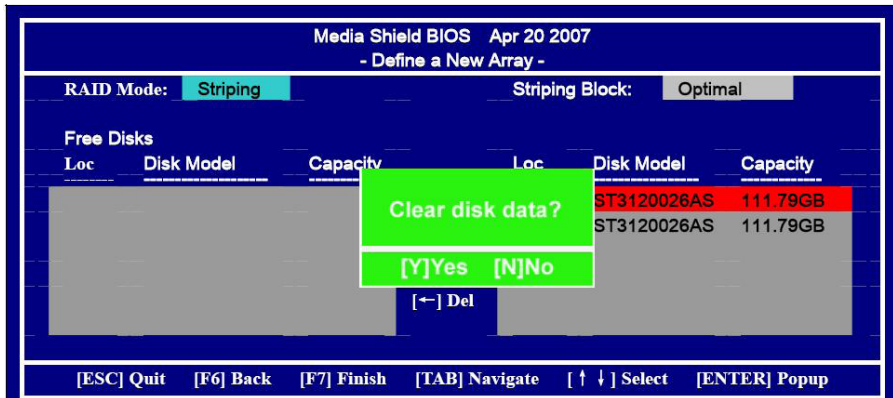 Media Shield BIOS Apr 20 2007
- Define a New Array -
RAID Mode: Striping Striping Block: Optimal
Free Disks
Loc Disk Model Capacity Loc Disk Model Capacity
ST3120026AS 111.79GB
ST3120026AS 111.79GB
Clear disk data?
[Y]Yes [N]No
[←] Del
[ESC] Quit [F6] Back [F7] Finish [TAB] Navigate [↑↓] Select [ENTER] Popup